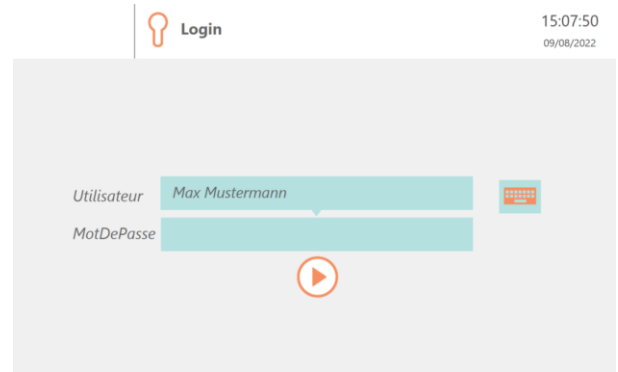 Login
15:07:50
09/08/2022
Utilisateur
Max Mustermann
MotDePasse